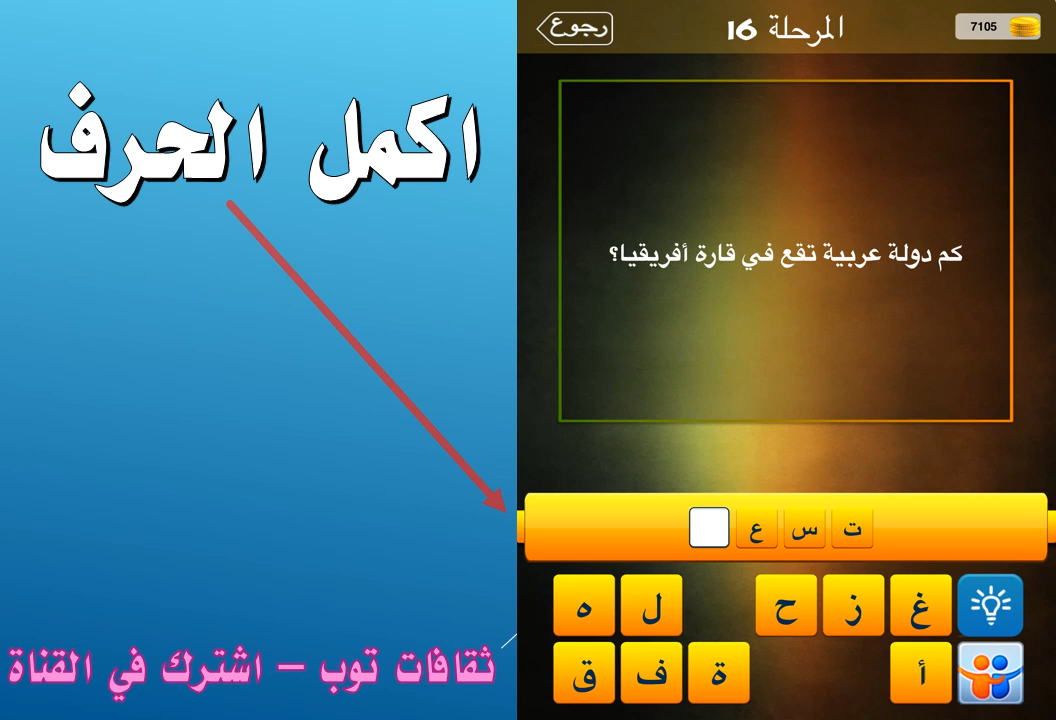 رجوع
المرحلة 16
7105
اكمل الحرف
كم دولة عربية تقع في قارة أفريقيا؟
ت س ع
غ ز ح ل ه
أ ة ف ق
ثقافات توب – اشترك في القناة